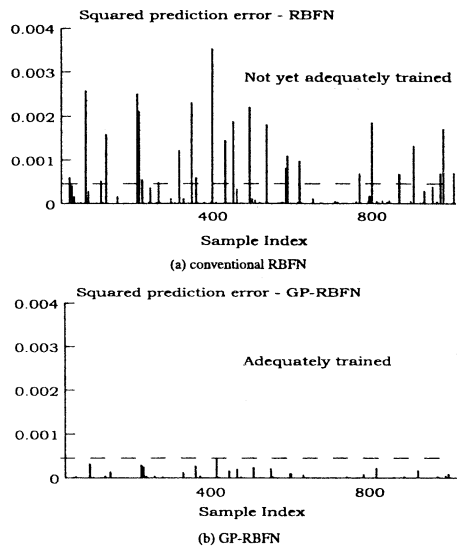 Squared prediction error - RBFN
0.004
0.003
Not yet adequately trained
0.002
0.001
0
400
800
Sample Index
(a) conventional RBFN
Squared prediction error - GP-RBFN
0.004
0.003
Adequately trained
0.002
0.001
0
400
800
Sample Index
(b) GP-RBFN